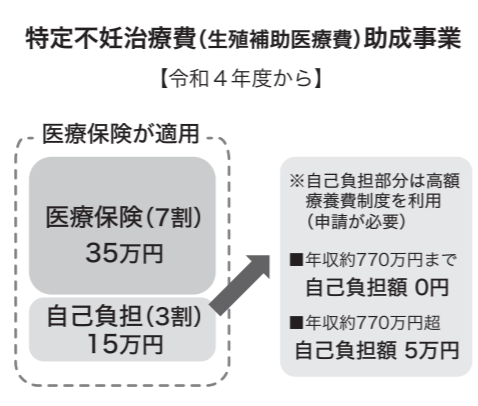 特定不妊治療費(生殖補助医療費)助成事業
【令和４年度から】
医療保険が適用
医療保険(7割)
35万円
自己負担(3割)
15万円
※自己負担部分は高額
療養費制度を利用
(申請が必要)
■年収約770万円まで
自己負担額 0円
■年収約770万円超
自己負担額 5万円